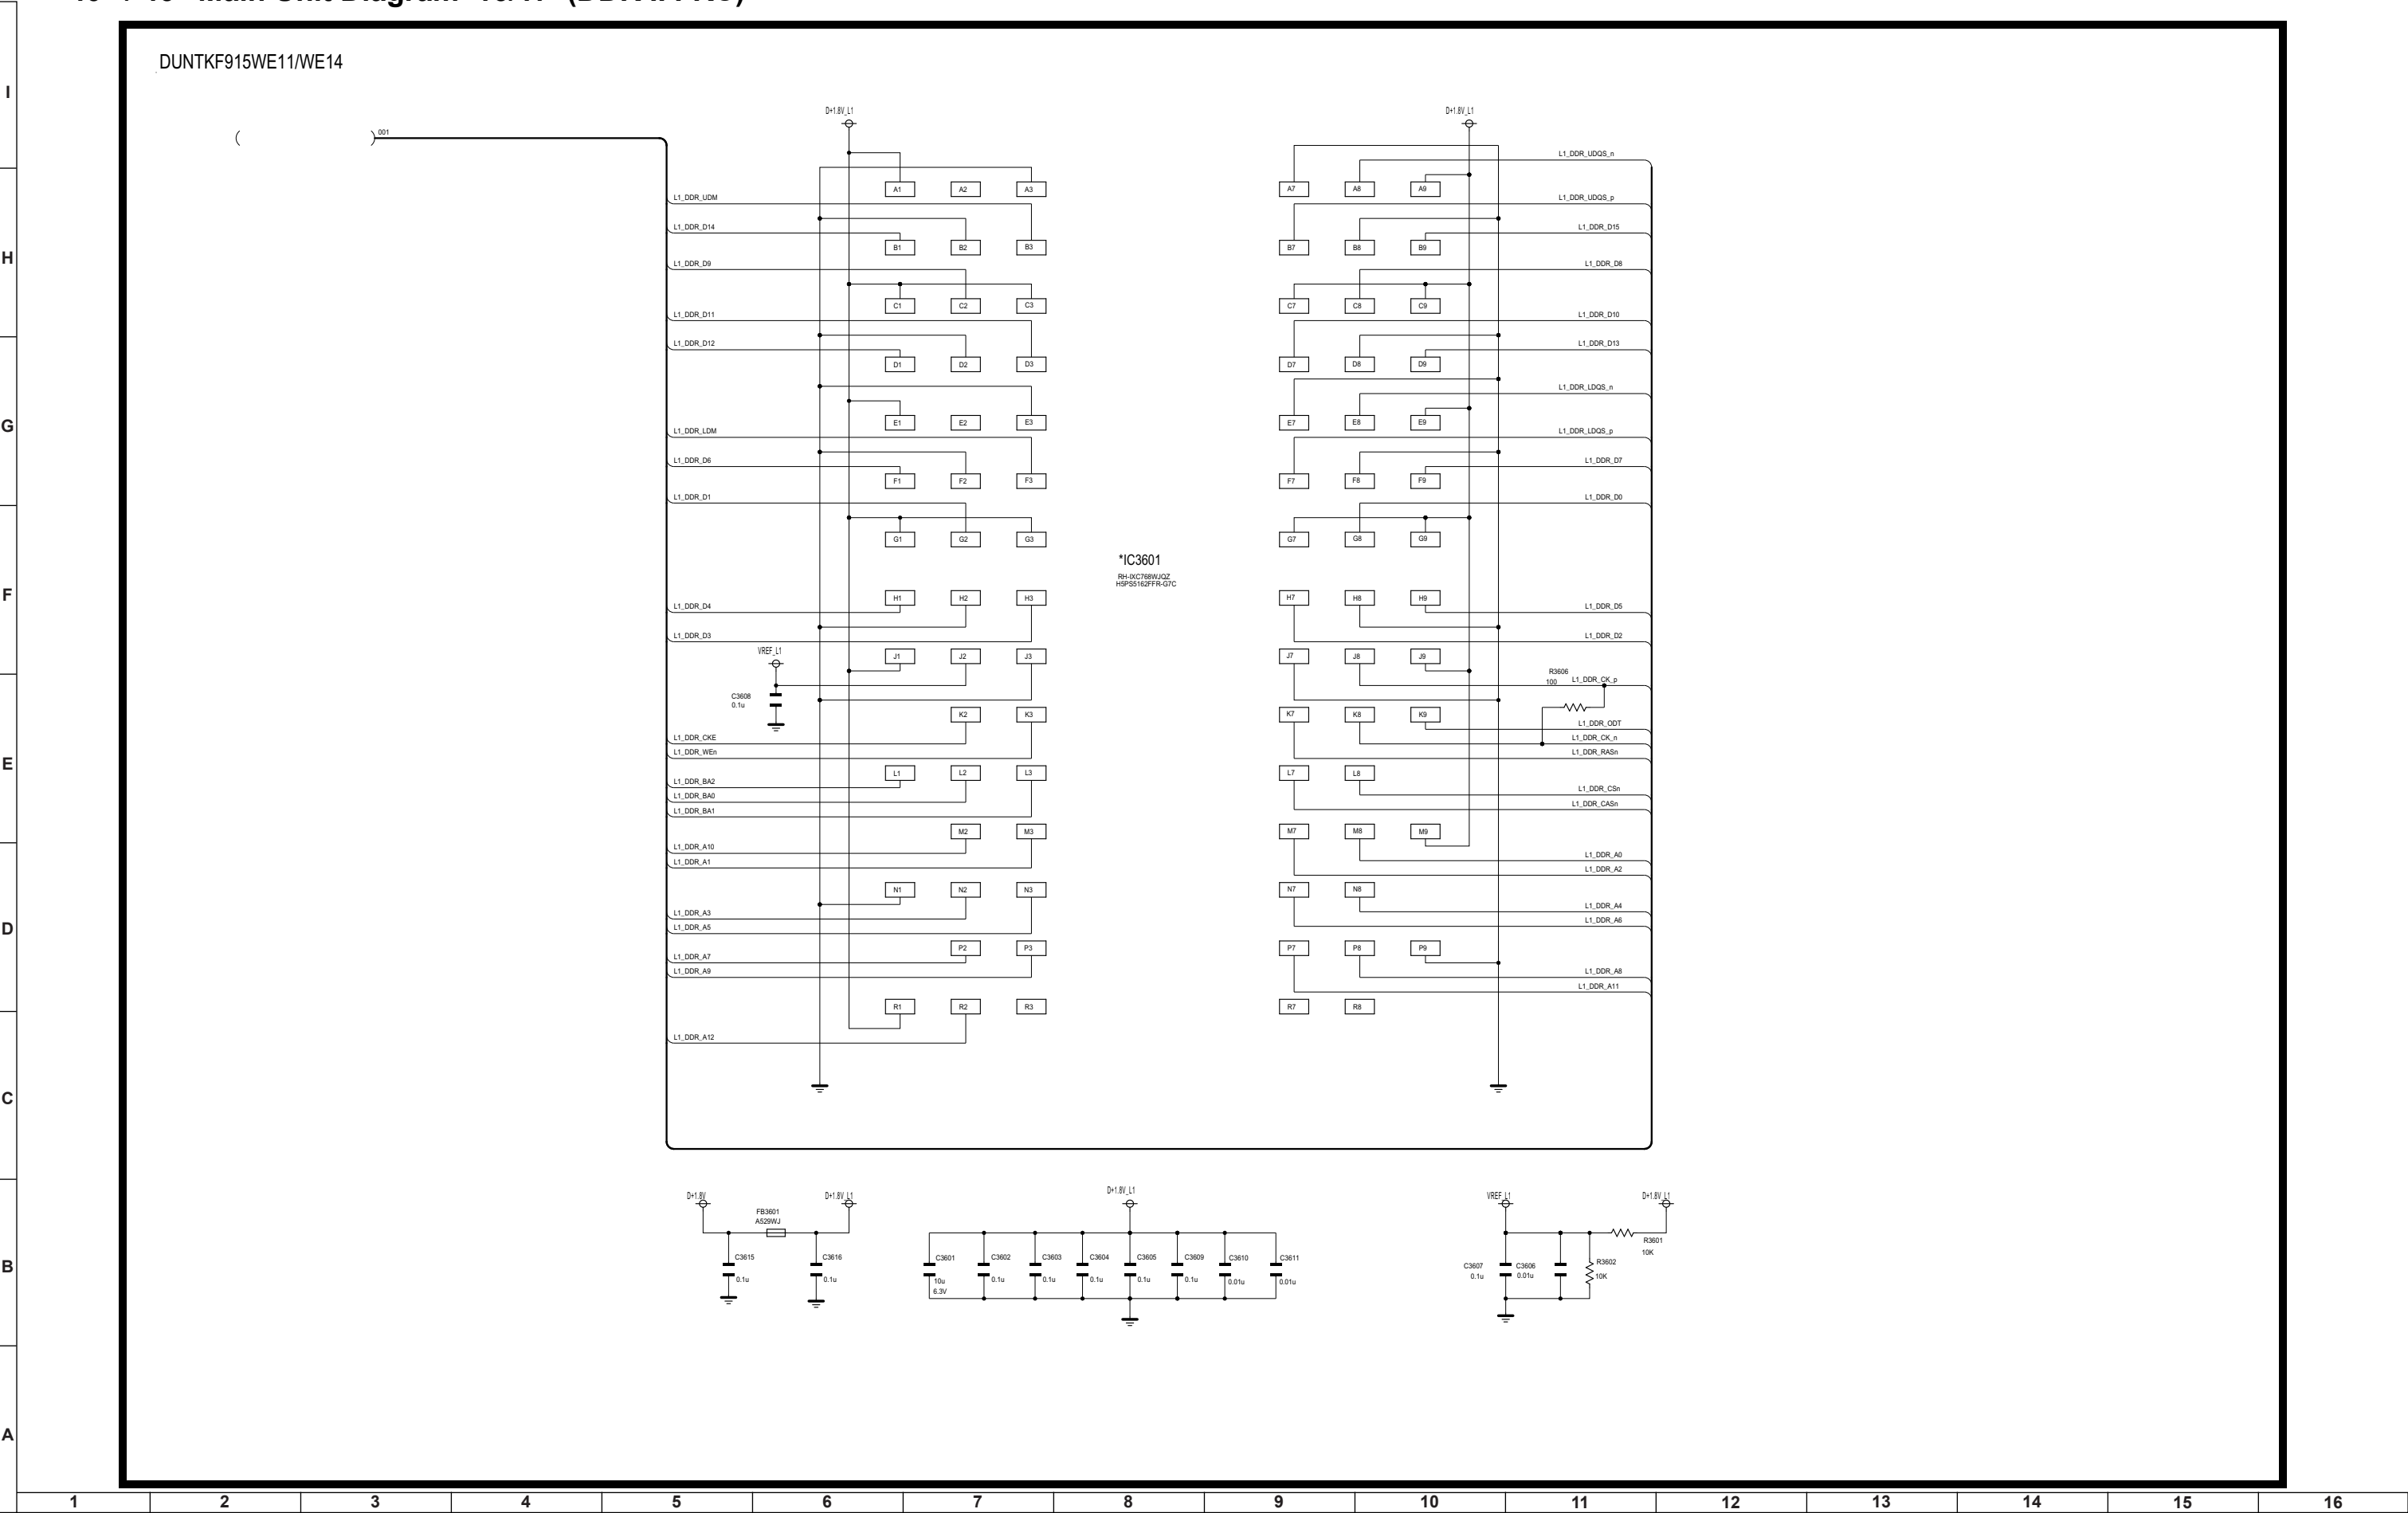 DUNTKF915WE11/WE14
( ) 001
D+1.8V_L1
D+1.8V_L1
L1_DDR_UDQS_n
A1 A2 A3 A7 A8 A9
L1_DDR_UDM
L1_DDR_UDQS_p
L1_DDR_D14
L1_DDR_D15
B1 B2 B3 B7 B8 B9
L1_DDR_D9
L1_DDR_D8
C1 C2 C3 C7 C8 C9
L1_DDR_D11
L1_DDR_D10
L1_DDR_D12
L1_DDR_D13
D1 D2 D3 D7 D8 D9
L1_DDR_LDQS_n
E1 E2 E3 E7 E8 E9
L1_DDR_LDM
L1_DDR_LDQS_p
L1_DDR_D6
L1_DDR_D7
F1 F2 F3 F7 F8 F9
L1_DDR_D1
L1_DDR_D0
G1 G2 G3 G7 G8 G9
*IC3601
RH-IXC768WJQZ
H5PS5162FFR-G7C
H1 H2 H3 H7 H8 H9
L1_DDR_D4
L1_DDR_D5
L1_DDR_D3
L1_DDR_D2
VREF_L1
J1 J2 J3 J7 J8 J9
R3606
100
L1_DDR_CK_p
C3608
0.1u
K2 K3 K7 K8 K9
L1_DDR_ODT
L1_DDR_CKE
L1_DDR_CK_n
L1_DDR_WEn
L1_DDR_RASn
L1 L2 L3 L7 L8
L1_DDR_BA2
L1_DDR_BA0
L1_DDR_CSn
L1_DDR_BA1
L1_DDR_CASn
M2 M3 M7 M8 M9
L1_DDR_A10
L1_DDR_A0
L1_DDR_A1
L1_DDR_A2
N1 N2 N3 N7 N8
L1_DDR_A3
L1_DDR_A4
L1_DDR_A5
L1_DDR_A6
P2 P3 P7 P8 P9
L1_DDR_A7
L1_DDR_A9
L1_DDR_A8
L1_DDR_A11
R1 R2 R3 R7 R8
L1_DDR_A12
D+1.8V
D+1.8V_L1
FB3601
A529WJ
C3615
0.1u
C3616
0.1u
D+1.8V_L1
C3601
10u
6.3V
C3602
0.1u
C3603
0.1u
C3604
0.1u
C3605
0.1u
C3609
0.1u
C3610
0.01u
C3611
0.01u
VREF_L1
D+1.8V_L1
R3601
10K
R3602
10K
C3607
0.1u
C3606
0.01u
I
H
G
F
E
D
C
B
A
1 2 3 4 5 6 7 8 9 10 11 12 13 14 15 16